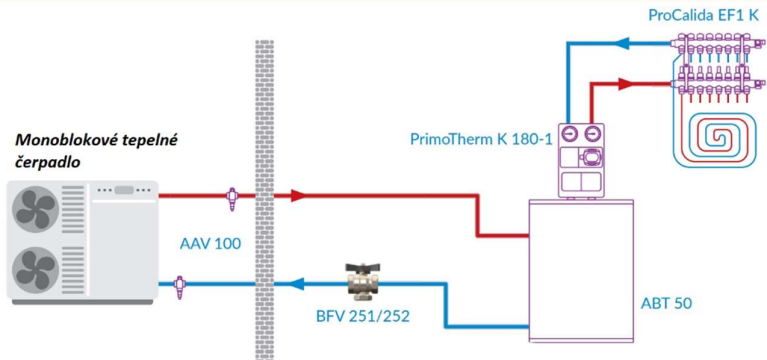 ProCalida EF1 K
Monoblokové tepelné
čerpadlo
PrimoTherm K 180-1
AAV 100
BFV 251/252
ABT 50